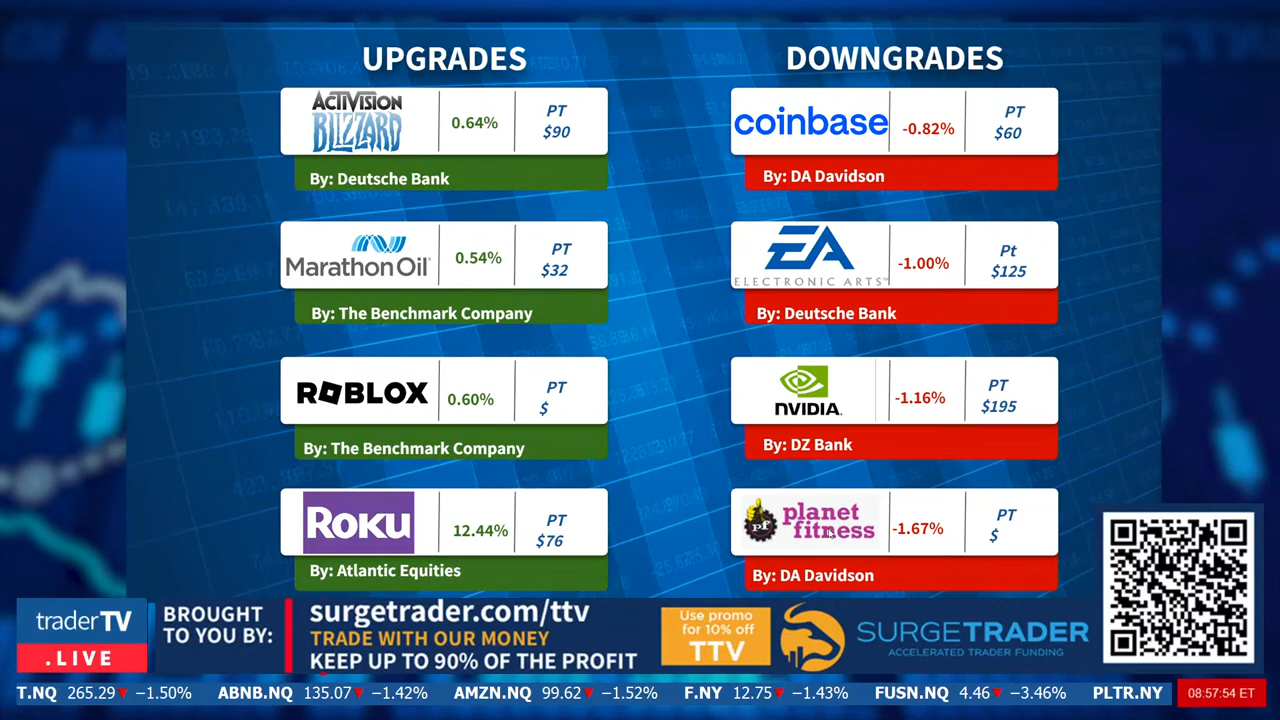 UPGRADES
ACTIVISION
BLIZZARD
0.64%
PT
$90
By: Deutsche Bank
Marathon Oil
0.54%
PT
$32
By: The Benchmark Company
ROBLOX
0.60%
PT
$
By: The Benchmark Company
ROKU
12.44%
PT
$76
By: Atlantic Equities
DOWNGRADES
coinbase
-0.82%
PT
$60
By: DA Davidson
EA
ELECTRONIC ARTS™
-1.00%
Pt
$125
By: Deutsche Bank
NVIDIA.
-1.16%
PT
$195
By: DZ Bank
pf
planet
fitness
-1.67%
PT
$
By: DA Davidson
traderTV
.LIVE
BROUGHT
TO YOU BY:
surgetrader.com/ttv
TRADE WITH OUR MONEY
KEEP UP TO 90% OF THE PROFIT
Use promo
for 10% off
TTV
SURGETRADER
ACCELERATED TRADER FUNDING
T.NQ 265.29▼ −1.50% ABNB.NQ 135.07▼ −1.42% AMZN.NQ 99.62▼ −1.52% F.NY 12.75▼ −1.43% FUSN.NQ 4.46▼ −3.46% PLTR.NY
08:57:54 ET